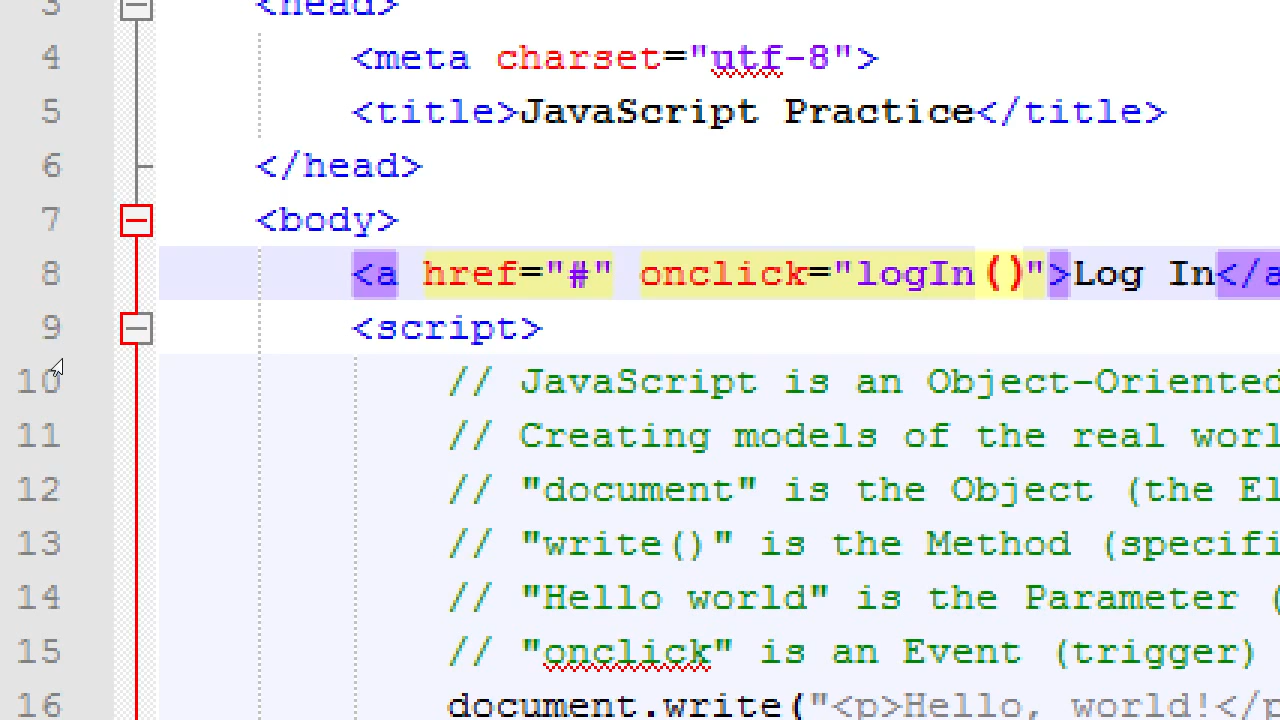 3 <head>
4 <meta charset="utf-8">
5 <title>JavaScript Practice</title>
6 </head>
7 <body>
8 <a href="#" onclick="logIn()">Log In</a
9 <script>
10 // JavaScript is an Object-Oriented
11 // Creating models of the real worl
12 // "document" is the Object (the El
13 // "write()" is the Method (specifi
14 // "Hello world" is the Parameter (
15 // "onclick" is an Event (trigger)
16 document.write("<p>Hello, world!</p